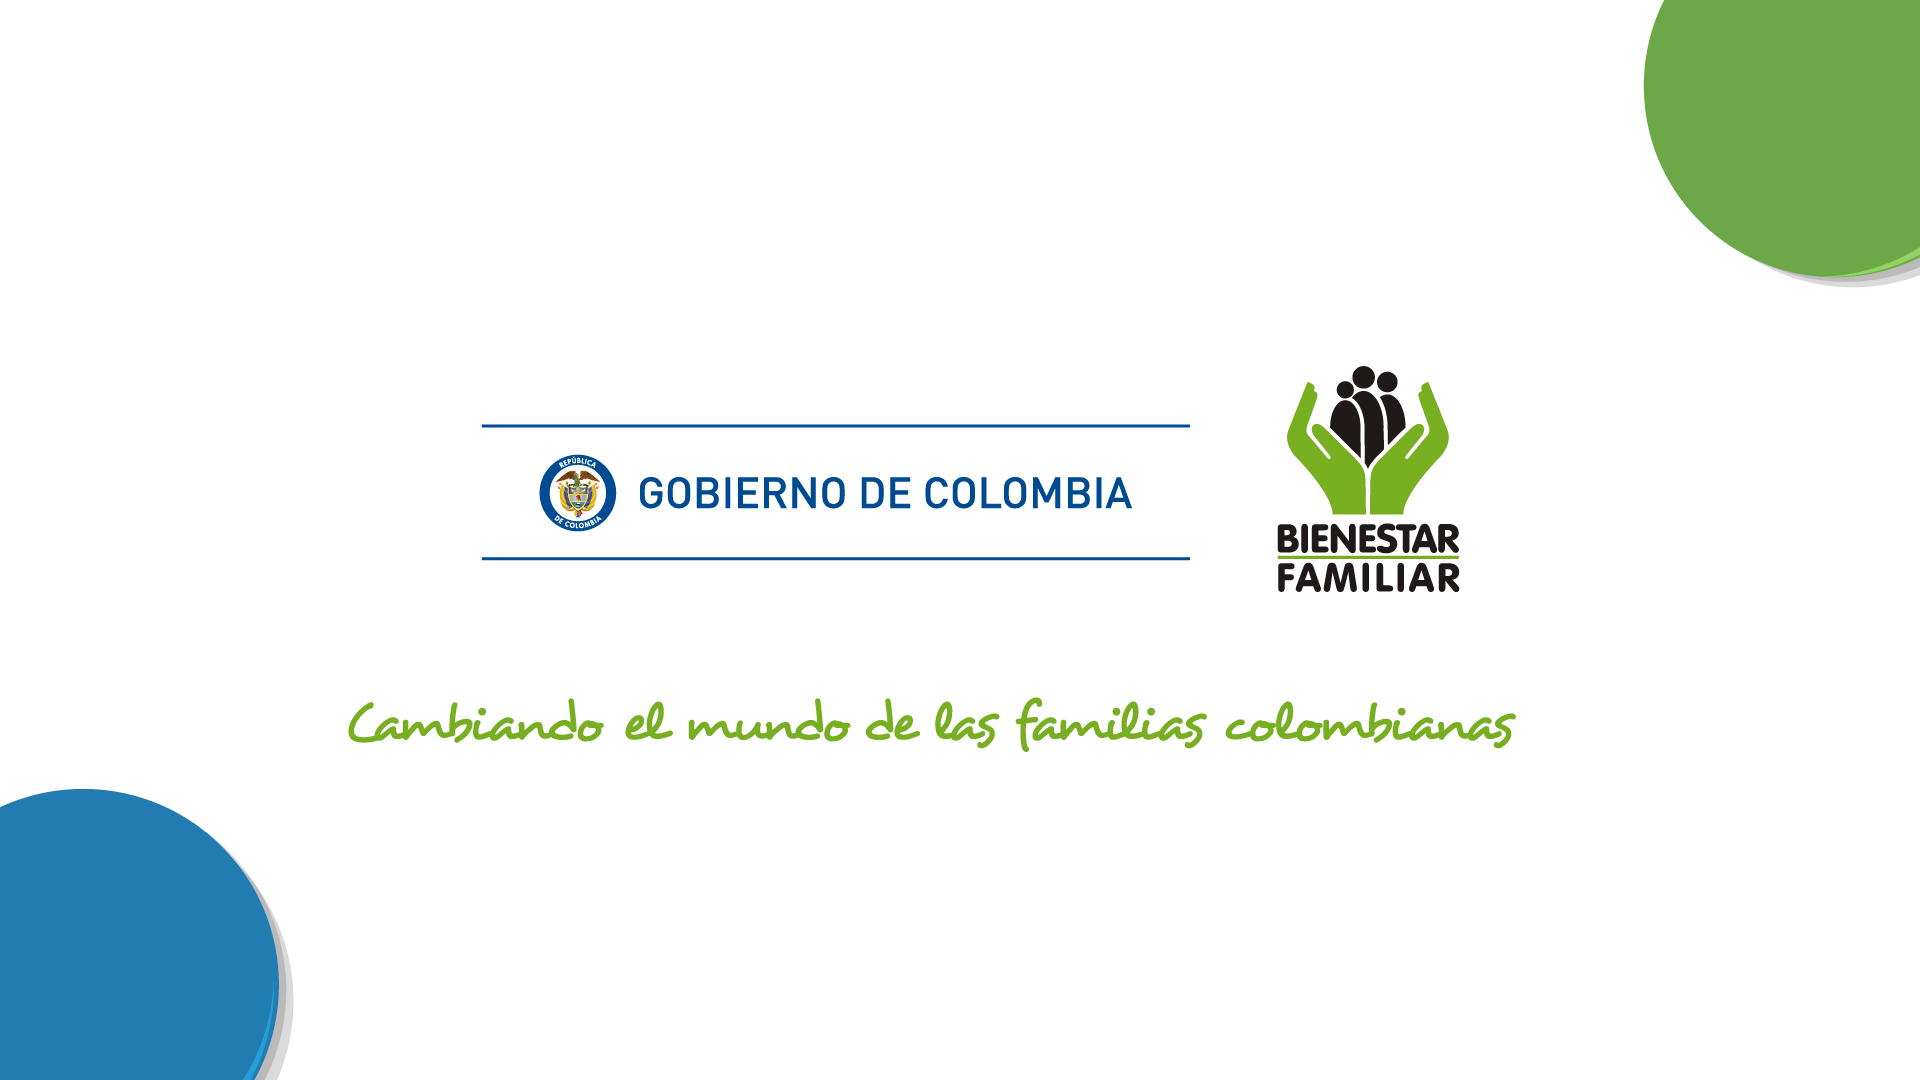 REPÚBLICA
DE COLOMBIA
GOBIERNO DE COLOMBIA
BIENESTAR
FAMILIAR
Cambiando el mundo de las familias colombianas